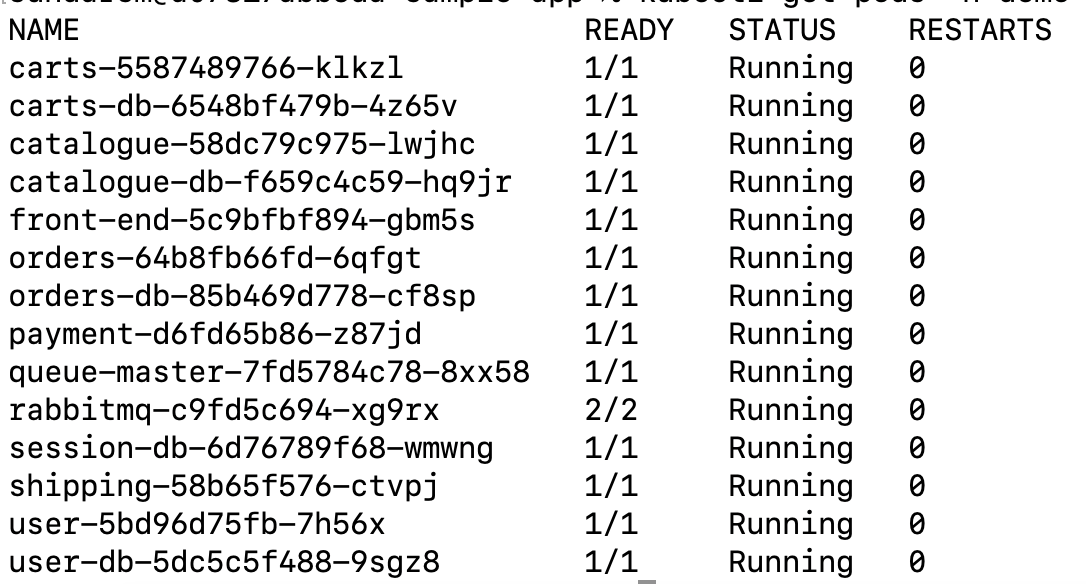 NAME READY STATUS RESTARTS
carts-5587489766-klkzl 1/1 Running 0
carts-db-6548bf479b-4z65v 1/1 Running 0
catalogue-58dc79c975-lwjhc 1/1 Running 0
catalogue-db-f659c4c59-hq9jr 1/1 Running 0
front-end-5c9bfbf894-gbm5s 1/1 Running 0
orders-64b8fb66fd-6qfgt 1/1 Running 0
orders-db-85b469d778-cf8sp 1/1 Running 0
payment-d6fd65b86-z87jd 1/1 Running 0
queue-master-7fd5784c78-8xx58 1/1 Running 0
rabbitmq-c9fd5c694-xg9rx 2/2 Running 0
session-db-6d76789f68-wmwng 1/1 Running 0
shipping-58b65f576-ctvpj 1/1 Running 0
user-5bd96d75fb-7h56x 1/1 Running 0
user-db-5dc5c5f488-9sgz8 1/1 Running 0